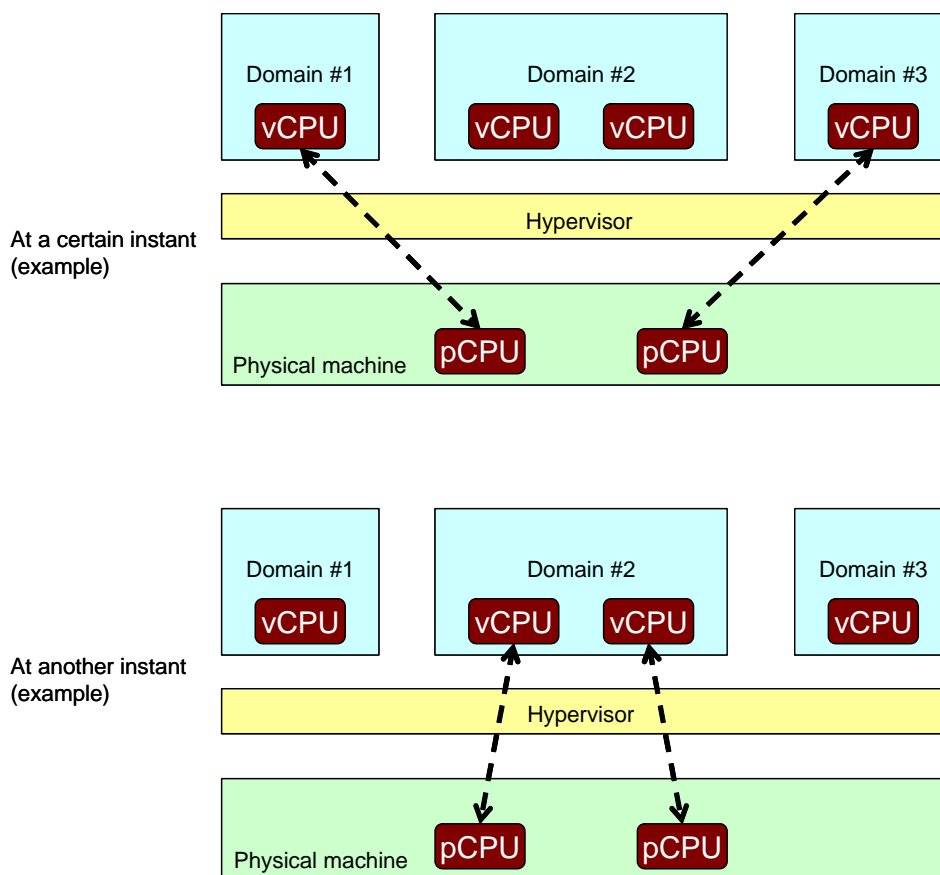 Domain #1
Domain #2
Domain #3
vCPU
vCPU
vCPU
vCPU
Hypervisor
At a certain instant
(example)
pCPU
pCPU
Physical machine
Domain #1
Domain #2
Domain #3
vCPU
vCPU
vCPU
vCPU
At another instant
(example)
Hypervisor
pCPU
pCPU
Physical machine